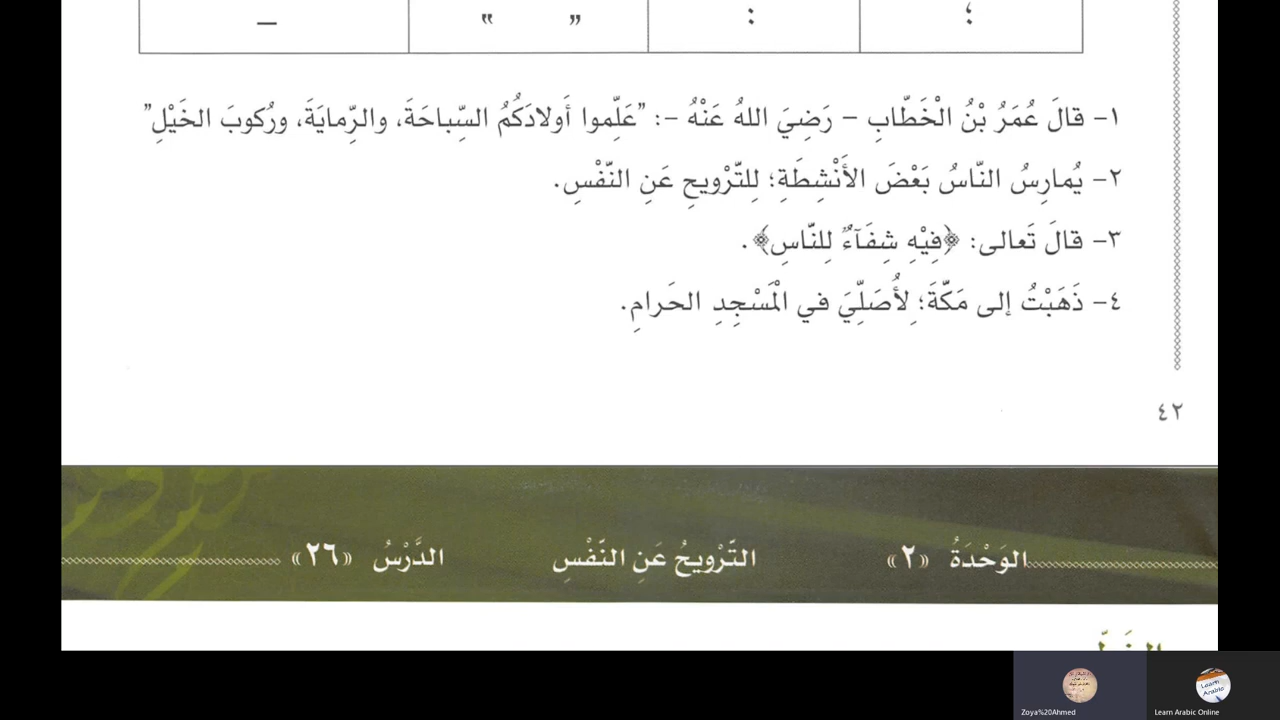 ؛ : ” “ –
١- قالَ عُمَرُ بْنُ الْخَطّابِ – رَضِيَ اللهُ عَنْهُ -: ”عَلِّموا أَولادَكُمُ السِّباحَةَ، والرِّمايَةَ، ورُكوبَ الخَيْلِ”
٢- يُمارِسُ النّاسُ بَعْضَ الأَنْشِطَةِ؛ لِلتَّرْويحِ عَنِ النَّفْسِ.
٣- قالَ تَعالى: ﴿فِيْهِ شِفَآءٌ لِلنّاسِ﴾.
٤- ذَهَبْتُ إلى مَكَّةَ؛ لِأُصَلِّيَ في الْمَسْجِدِ الحَرامِ.
٤٢
الوَحْدَةُ «٢» التَّرْويحُ عَنِ النَّفْسِ الدَّرْسُ «٢٦»
Zoya%20Ahmed
Learn Arabic Online